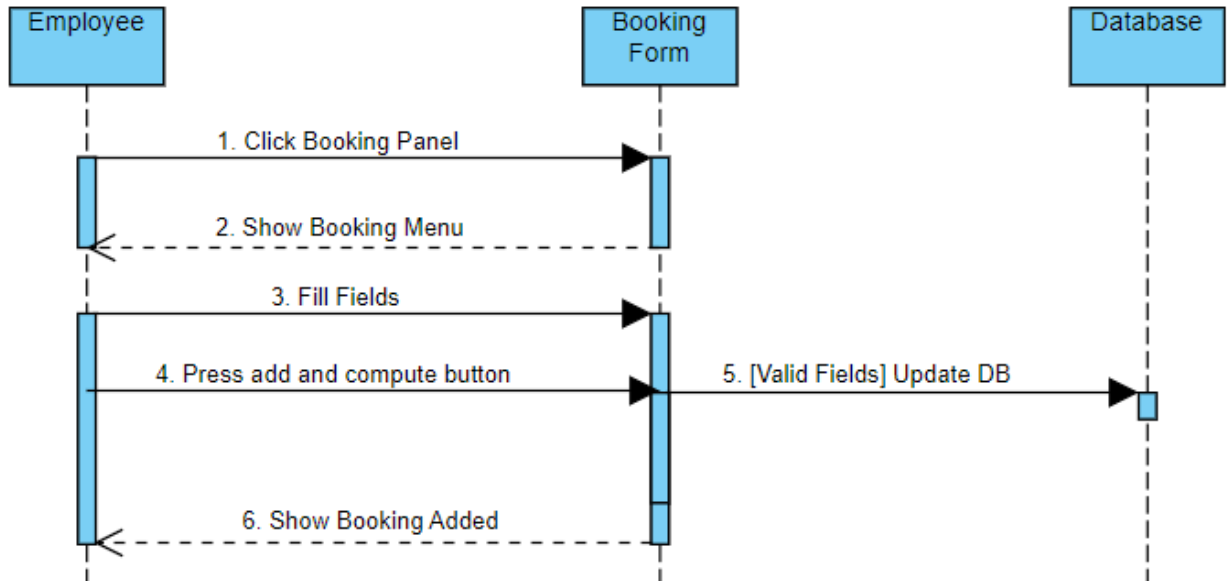 Employee
Booking
Form
Database
1. Click Booking Panel
2. Show Booking Menu
3. Fill Fields
4. Press add and compute button
5. [Valid Fields] Update DB
6. Show Booking Added